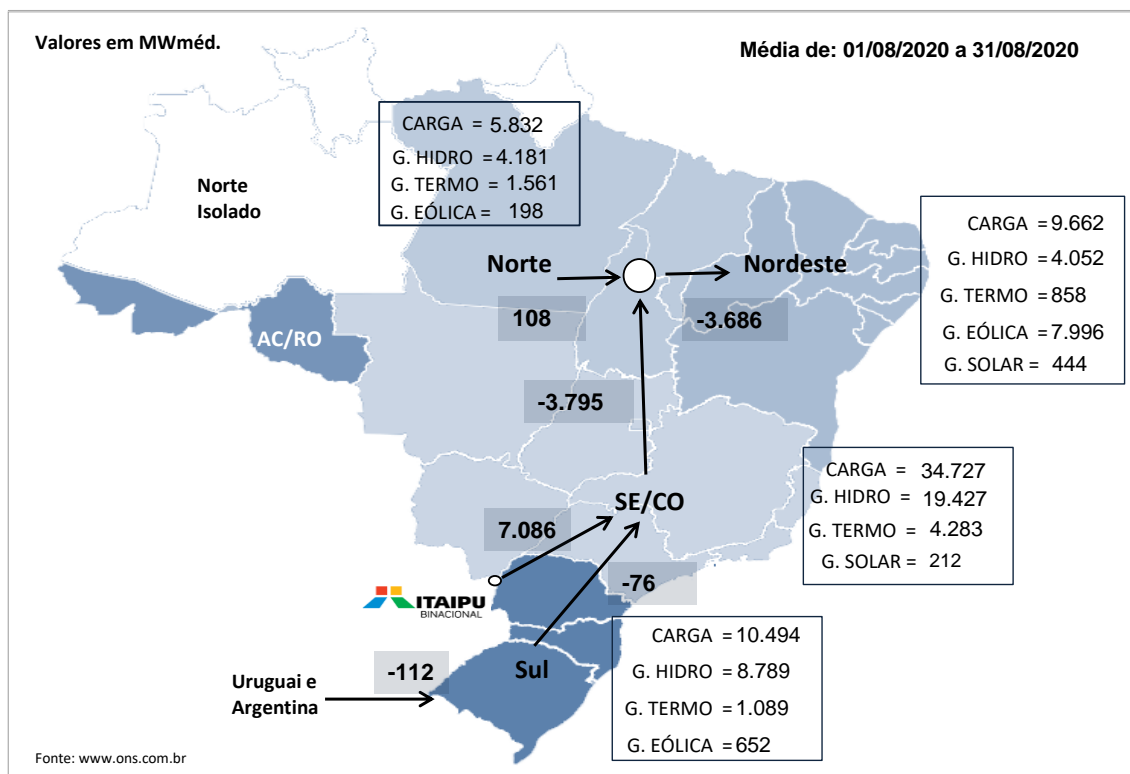 Valores em MWméd.
Média de: 01/08/2020 a 31/08/2020
CARGA = 5.832
G. HIDRO = 4.181
G. TERMO = 1.561
G. EÓLICA = 198
Norte
Isolado
CARGA = 9.662
G. HIDRO = 4.052
G. TERMO = 858
G. EÓLICA = 7.996
G. SOLAR = 444
Norte
Nordeste
108
-3.686
AC/RO
-3.795
CARGA = 34.727
G. HIDRO = 19.427
G. TERMO = 4.283
G. SOLAR = 212
SE/CO
7.086
-76
ITAIPU
BINACIONAL
CARGA = 10.494
G. HIDRO = 8.789
G. TERMO = 1.089
G. EÓLICA = 652
Sul
-112
Uruguai e
Argentina
Fonte: www.ons.com.br